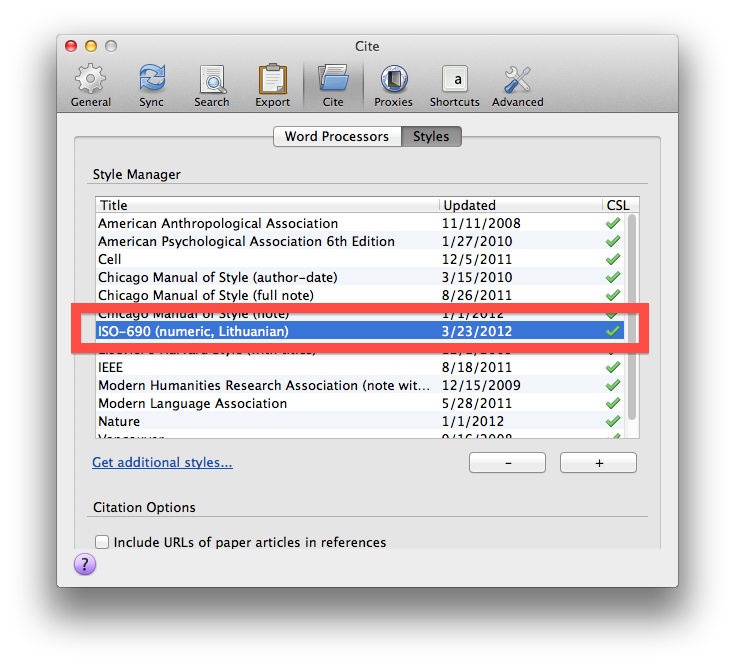 Cite
General Sync Search Export Cite Proxies Shortcuts Advanced
Word Processors Styles
Style Manager
Title Updated CSL
American Anthropological Association 11/11/2008
American Psychological Association 6th Edition 1/27/2010
Cell 12/5/2011
Chicago Manual of Style (author-date) 3/15/2010
Chicago Manual of Style (full note) 8/26/2011
Chicago Manual of Style (note) 1/1/2012
ISO-690 (numeric, Lithuanian) 3/23/2012
IEEE 8/18/2011
Modern Humanities Research Association (note wit... 12/15/2009
Modern Language Association 5/28/2011
Nature 1/1/2012
Vancouver 9/16/2008
Get additional styles... - +
Citation Options
Include URLs of paper articles in references
?